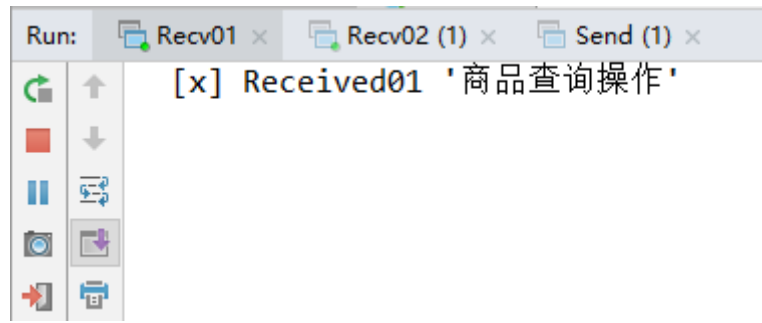 Run: Recv01 × Recv02 (1) × Send (1) ×
[x] Received01 '商品查询操作'